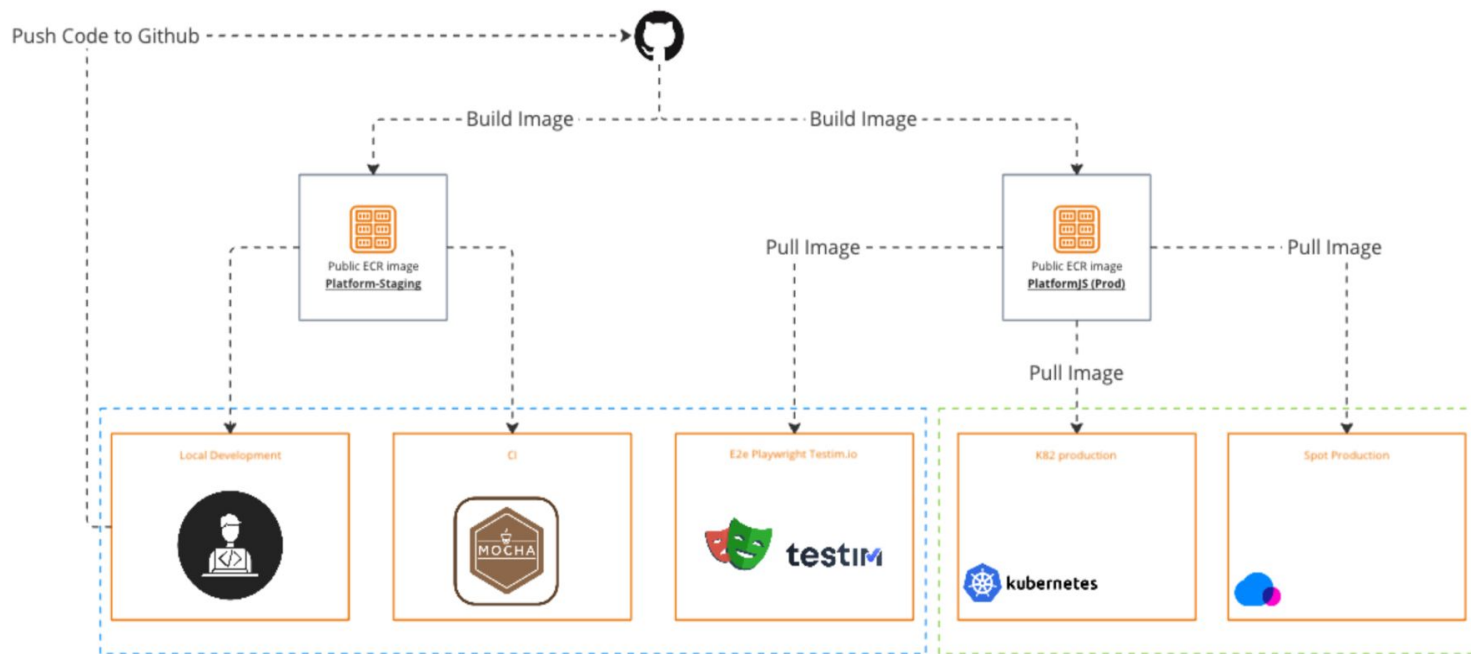 Push Code to Github
Build Image
Build Image
Public ECR image
Platform-Staging
Pull Image
Public ECR image
PlatformJS (Prod)
Pull Image
Pull Image
Local Development
CI
E2e Playwright Testim.io
K82 production
Spot Production
MOCHA
testim
kubernetes